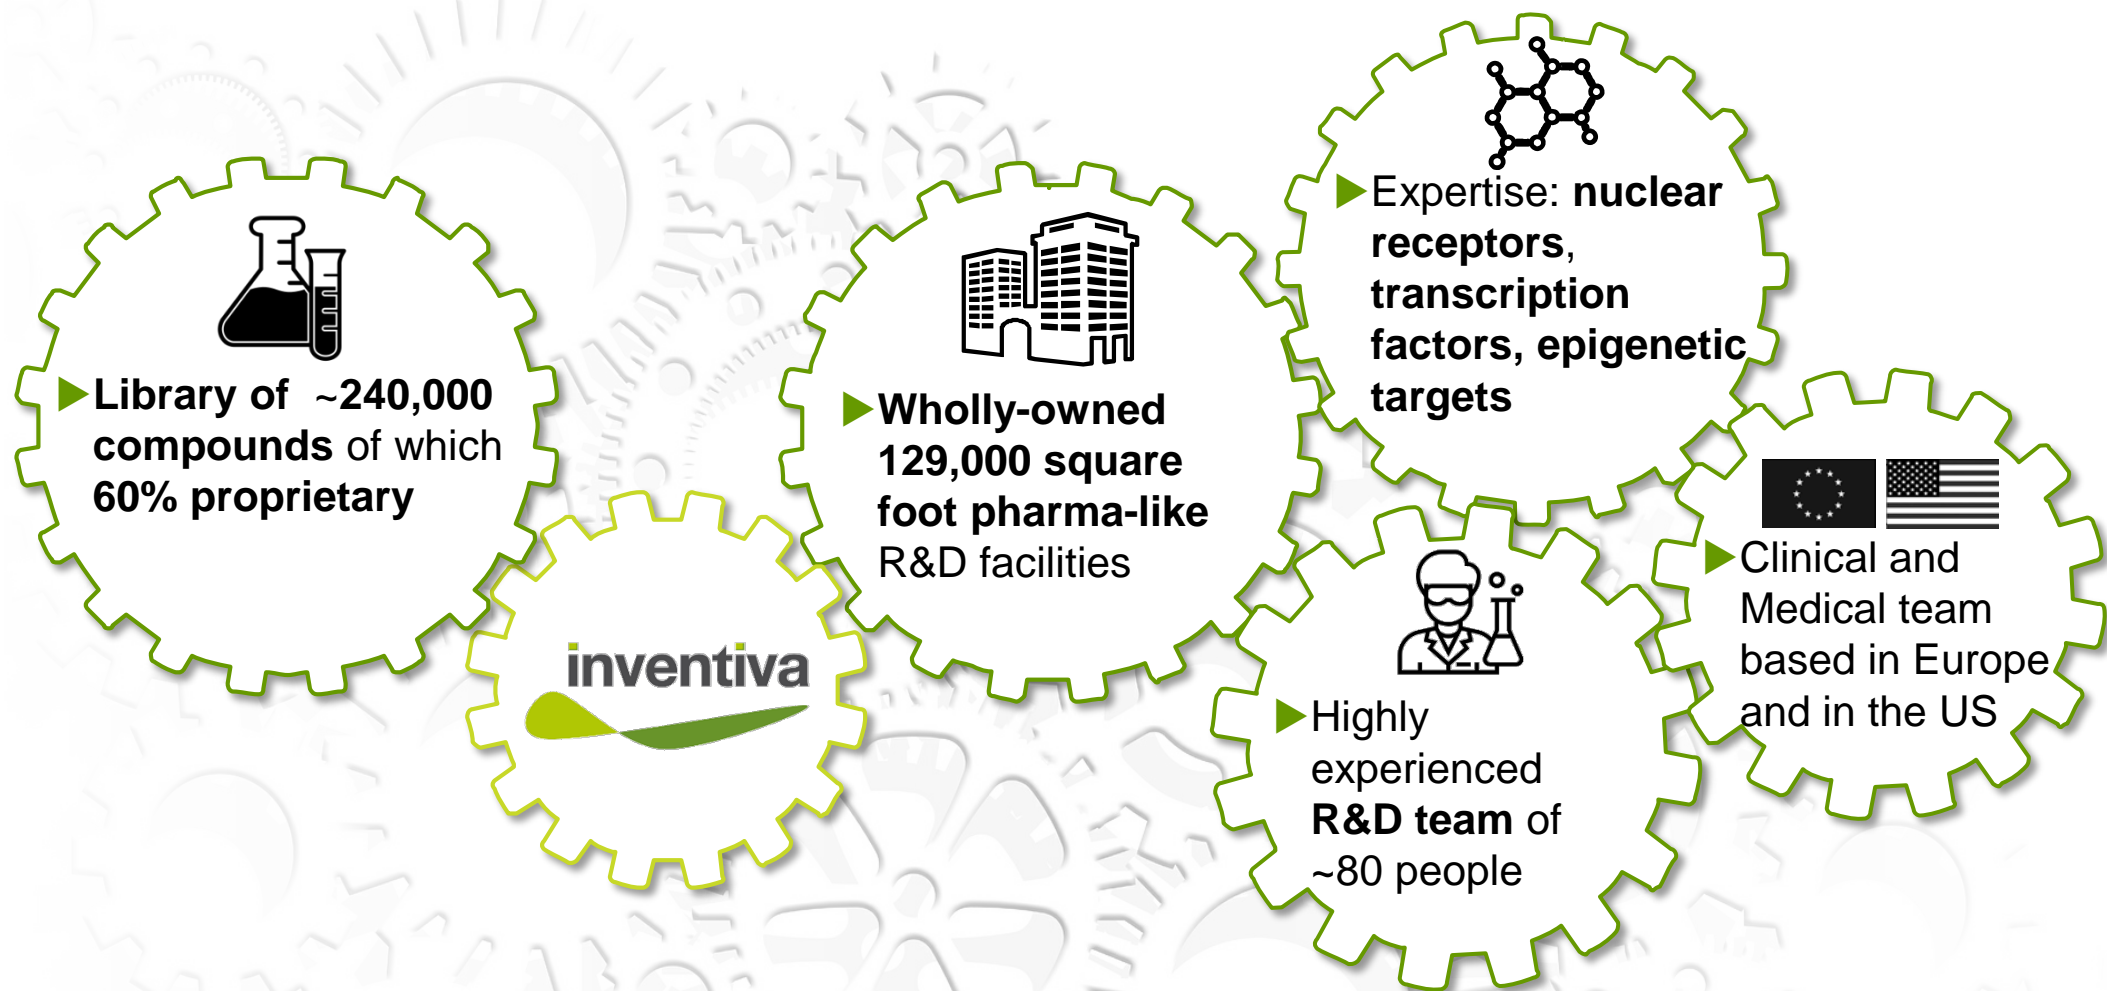 Library of ~240,000
compounds of which
60% proprietary
inventiva
Wholly-owned
129,000 square
foot pharma-like
R&D facilities
Expertise: nuclear
receptors,
transcription
factors, epigenetic
targets
Highly
experienced
R&D team of
~80 people
Clinical and
Medical team
based in Europe
and in the US